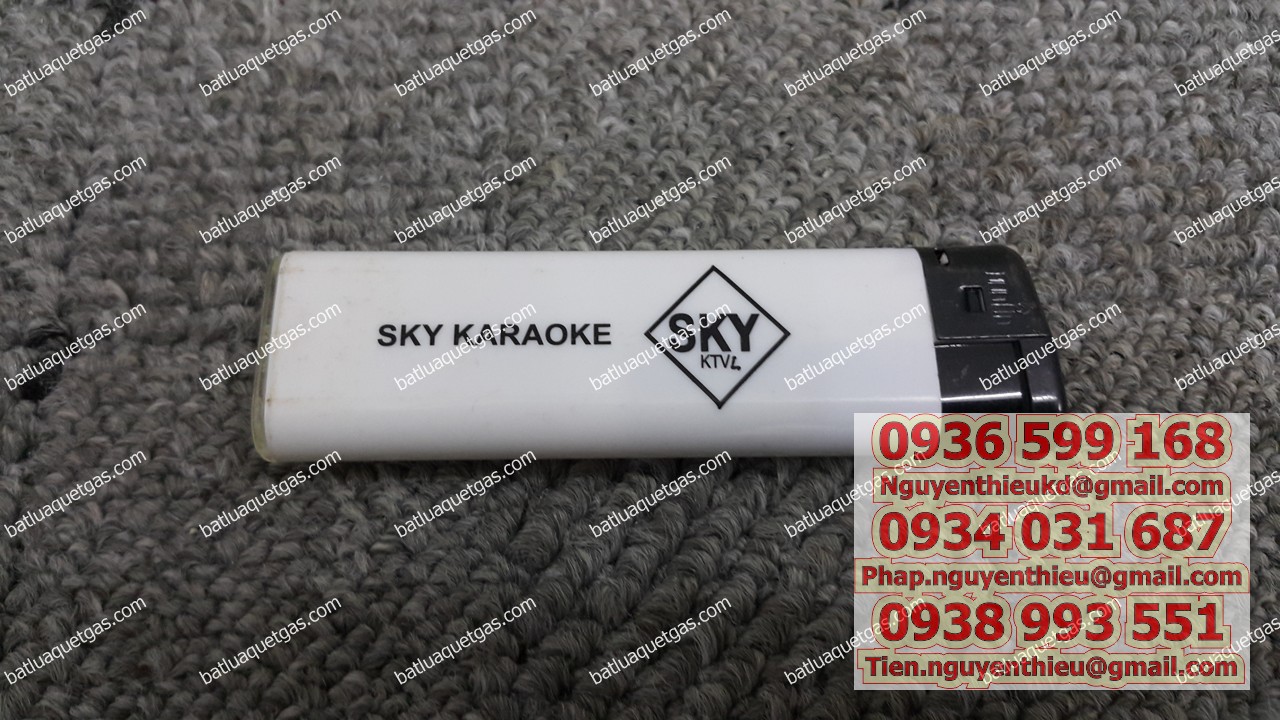 SKY KARAOKE
SKY
KTV
0936 599 168
Nguyenthieukd@gmail.com
0934 031 687
Phap.nguyenthieu@gmail.com
0938 993 551
Tien.nguyenthieu@gmail.com
batluaquetgas.com